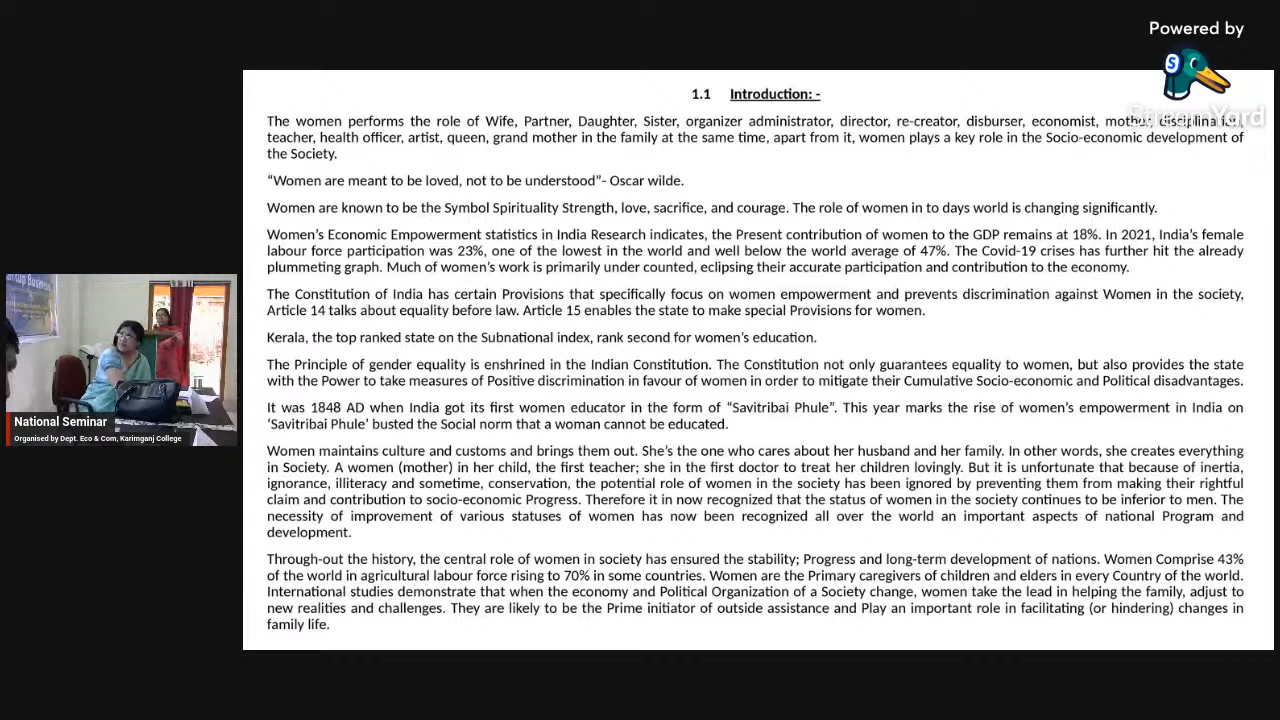 Powered by
StreamYard
1.1 Introduction: -
The women performs the role of Wife, Partner, Daughter, Sister, organizer administrator, director, re-creator, disburser, economist, mother, disciplinarian,
teacher, health officer, artist, queen, grand mother in the family at the same time, apart from it, women plays a key role in the Socio-economic development of
the Society.
“Women are meant to be loved, not to be understood”- Oscar wilde.
Women are known to be the Symbol Spirituality Strength, love, sacrifice, and courage. The role of women in to days world is changing significantly.
Women’s Economic Empowerment statistics in India Research indicates, the Present contribution of women to the GDP remains at 18%. In 2021, India’s female
labour force participation was 23%, one of the lowest in the world and well below the world average of 47%. The Covid-19 crises has further hit the already
plummeting graph. Much of women’s work is primarily under counted, eclipsing their accurate participation and contribution to the economy.
The Constitution of India has certain Provisions that specifically focus on women empowerment and prevents discrimination against Women in the society,
Article 14 talks about equality before law. Article 15 enables the state to make special Provisions for women.
Kerala, the top ranked state on the Subnational index, rank second for women’s education.
The Principle of gender equality is enshrined in the Indian Constitution. The Constitution not only guarantees equality to women, but also provides the state
with the Power to take measures of Positive discrimination in favour of women in order to mitigate their Cumulative Socio-economic and Political disadvantages.
It was 1848 AD when India got its first women educator in the form of “Savitribai Phule”. This year marks the rise of women’s empowerment in India on
‘Savitribai Phule’ busted the Social norm that a woman cannot be educated.
Women maintains culture and customs and brings them out. She’s the one who cares about her husband and her family. In other words, she creates everything
in Society. A women (mother) in her child, the first teacher; she in the first doctor to treat her children lovingly. But it is unfortunate that because of inertia,
ignorance, illiteracy and sometime, conservation, the potential role of women in the society has been ignored by preventing them from making their rightful
claim and contribution to socio-economic Progress. Therefore it in now recognized that the status of women in the society continues to be inferior to men. The
necessity of improvement of various statuses of women has now been recognized all over the world an important aspects of national Program and
development.
Through-out the history, the central role of women in society has ensured the stability; Progress and long-term development of nations. Women Comprise 43%
of the world in agricultural labour force rising to 70% in some countries. Women are the Primary caregivers of children and elders in every Country of the world.
International studies demonstrate that when the economy and Political Organization of a Society change, women take the lead in helping the family, adjust to
new realities and challenges. They are likely to be the Prime initiator of outside assistance and Play an important role in facilitating (or hindering) changes in
family life.
National Seminar
Organised by Dept. Eco & Com, Karimganj College